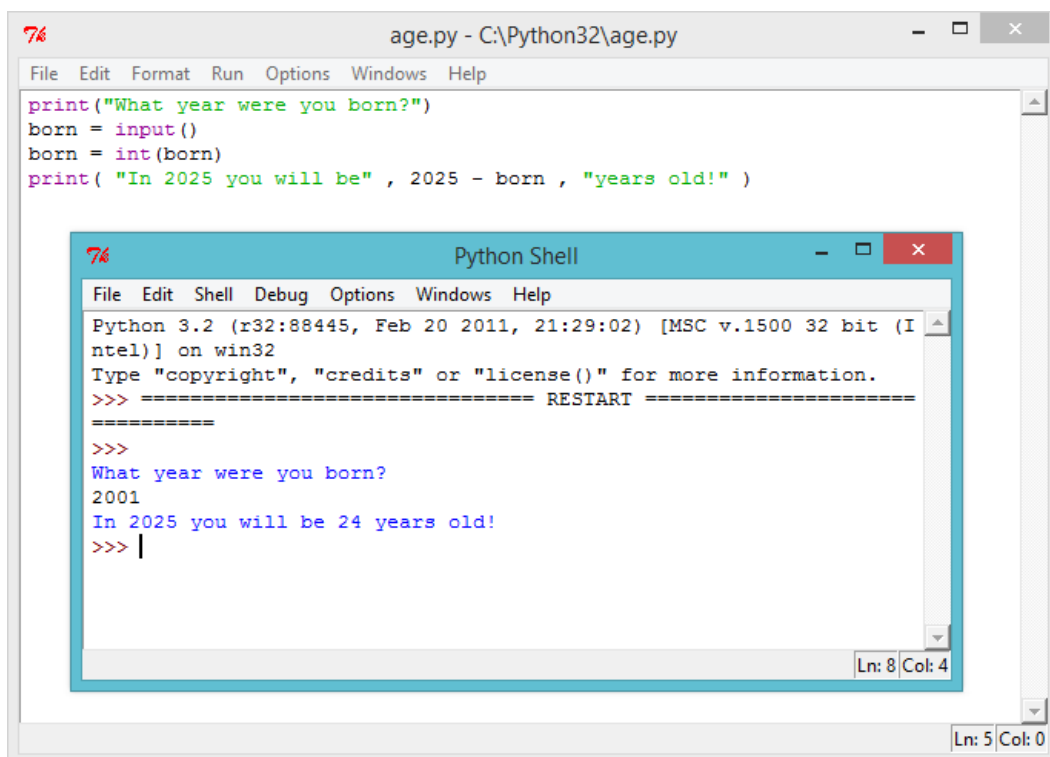 age.py - C:\Python32\age.py
File Edit Format Run Options Windows Help
print("What year were you born?")
born = input()
born = int(born)
print( "In 2025 you will be" , 2025 - born , "years old!" )
Python Shell
File Edit Shell Debug Options Windows Help
Python 3.2 (r32:88445, Feb 20 2011, 21:29:02) [MSC v.1500 32 bit (I
ntel)] on win32
Type "copyright", "credits" or "license()" for more information.
>>> ================================ RESTART ======================
==========
>>>
What year were you born?
2001
In 2025 you will be 24 years old!
>>>
Ln: 8 Col: 4
Ln: 5 Col: 0